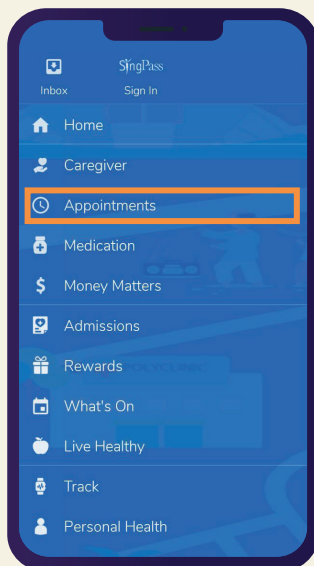 Inbox
SingPass
Sign In
Home
Caregiver
Appointments
Medication
$ Money Matters
Admissions
Rewards
What's On
Live Healthy
Track
Personal Health